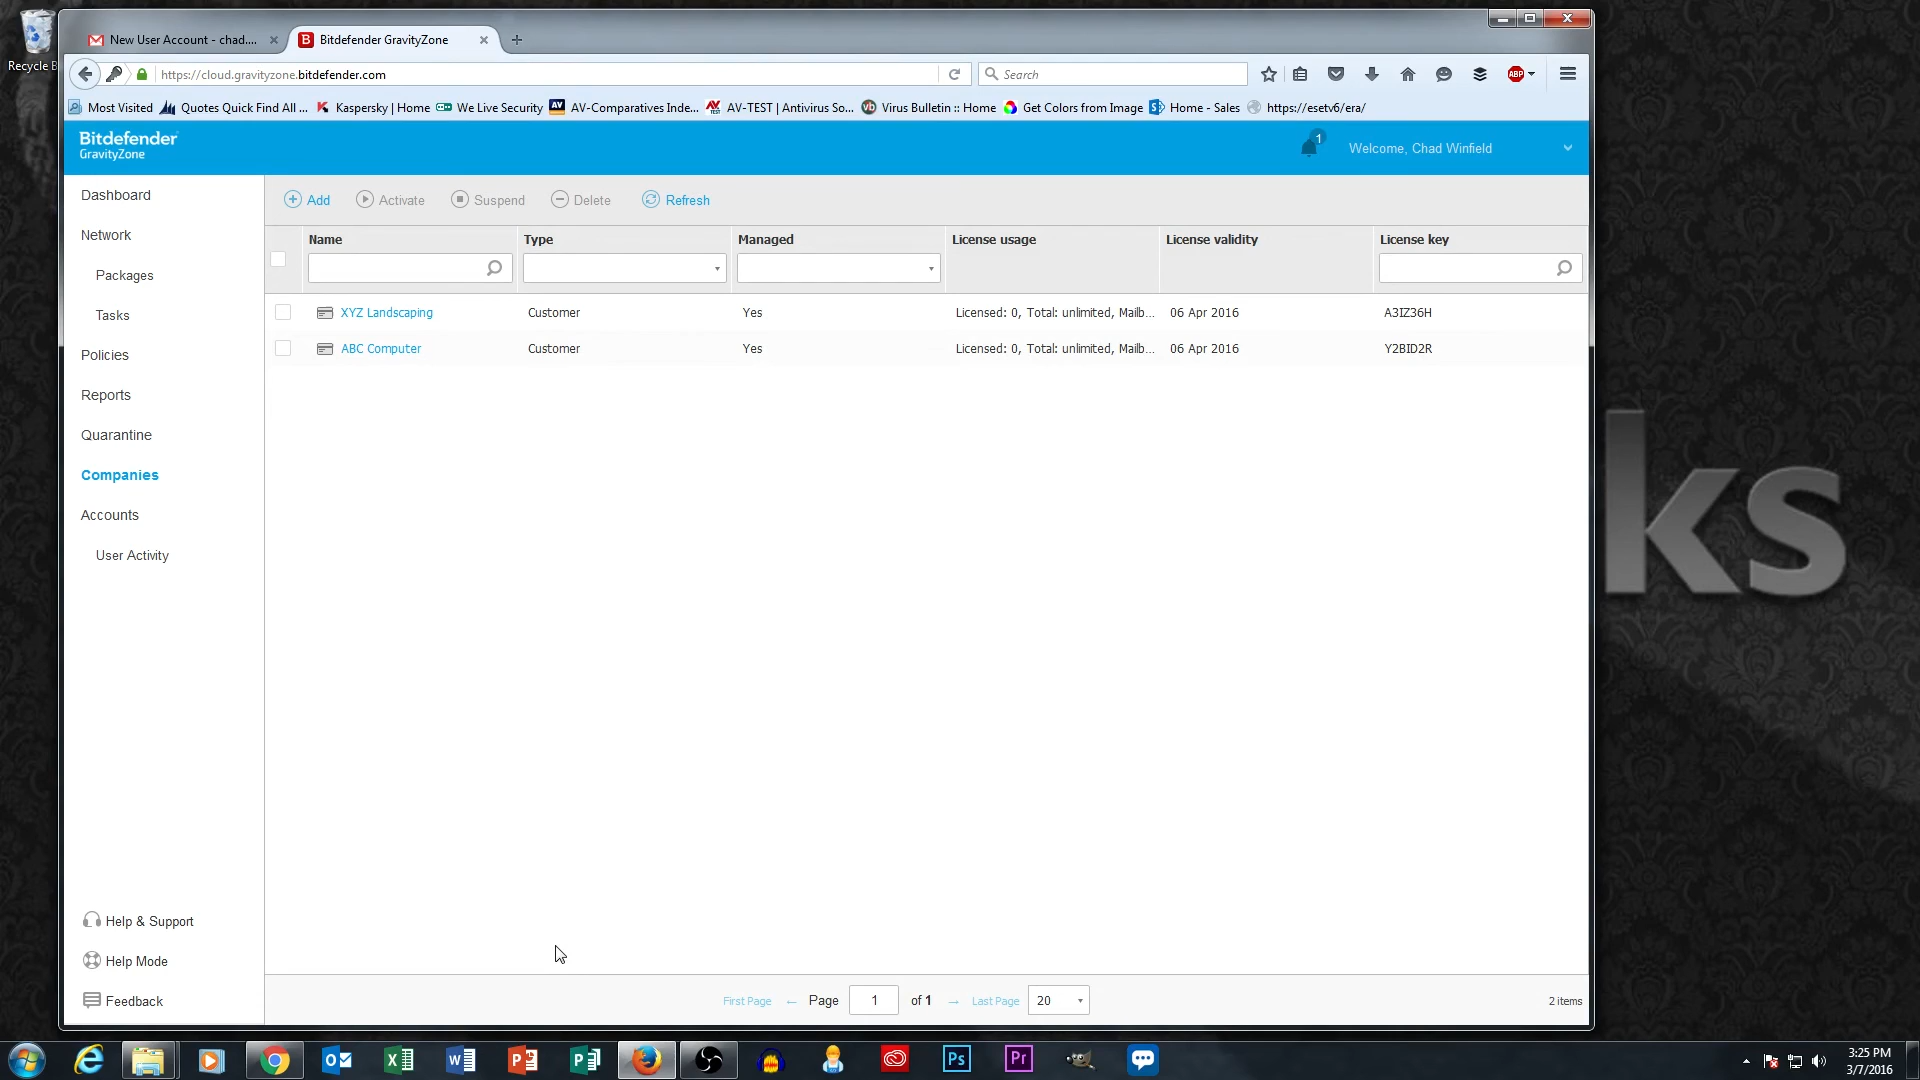 Recycle B
New User Account - chad....
Bitdefender GravityZone
https://cloud.gravityzone.bitdefender.com
Search
ABP
Most Visited
Quotes Quick Find All ...
Kaspersky | Home
We Live Security
AV-Comparatives Inde...
AV-TEST | Antivirus So...
Virus Bulletin :: Home
Get Colors from Image
Home - Sales
https://esetv6/era/
Bitdefender
GravityZone
1
Welcome, Chad Winfield
Dashboard
Network
Packages
Tasks
Policies
Reports
Quarantine
Companies
Accounts
User Activity
Help & Support
Help Mode
Feedback
Add Activate Suspend Delete Refresh
Name Type Managed License usage License validity License key
XYZ Landscaping Customer Yes Licensed: 0, Total: unlimited, Mailb... 06 Apr 2016 A3IZ36H
ABC Computer Customer Yes Licensed: 0, Total: unlimited, Mailb... 06 Apr 2016 Y2BID2R
First Page ← Page 1 of 1 → Last Page 20 2 items
ks
3:25 PM
3/7/2016